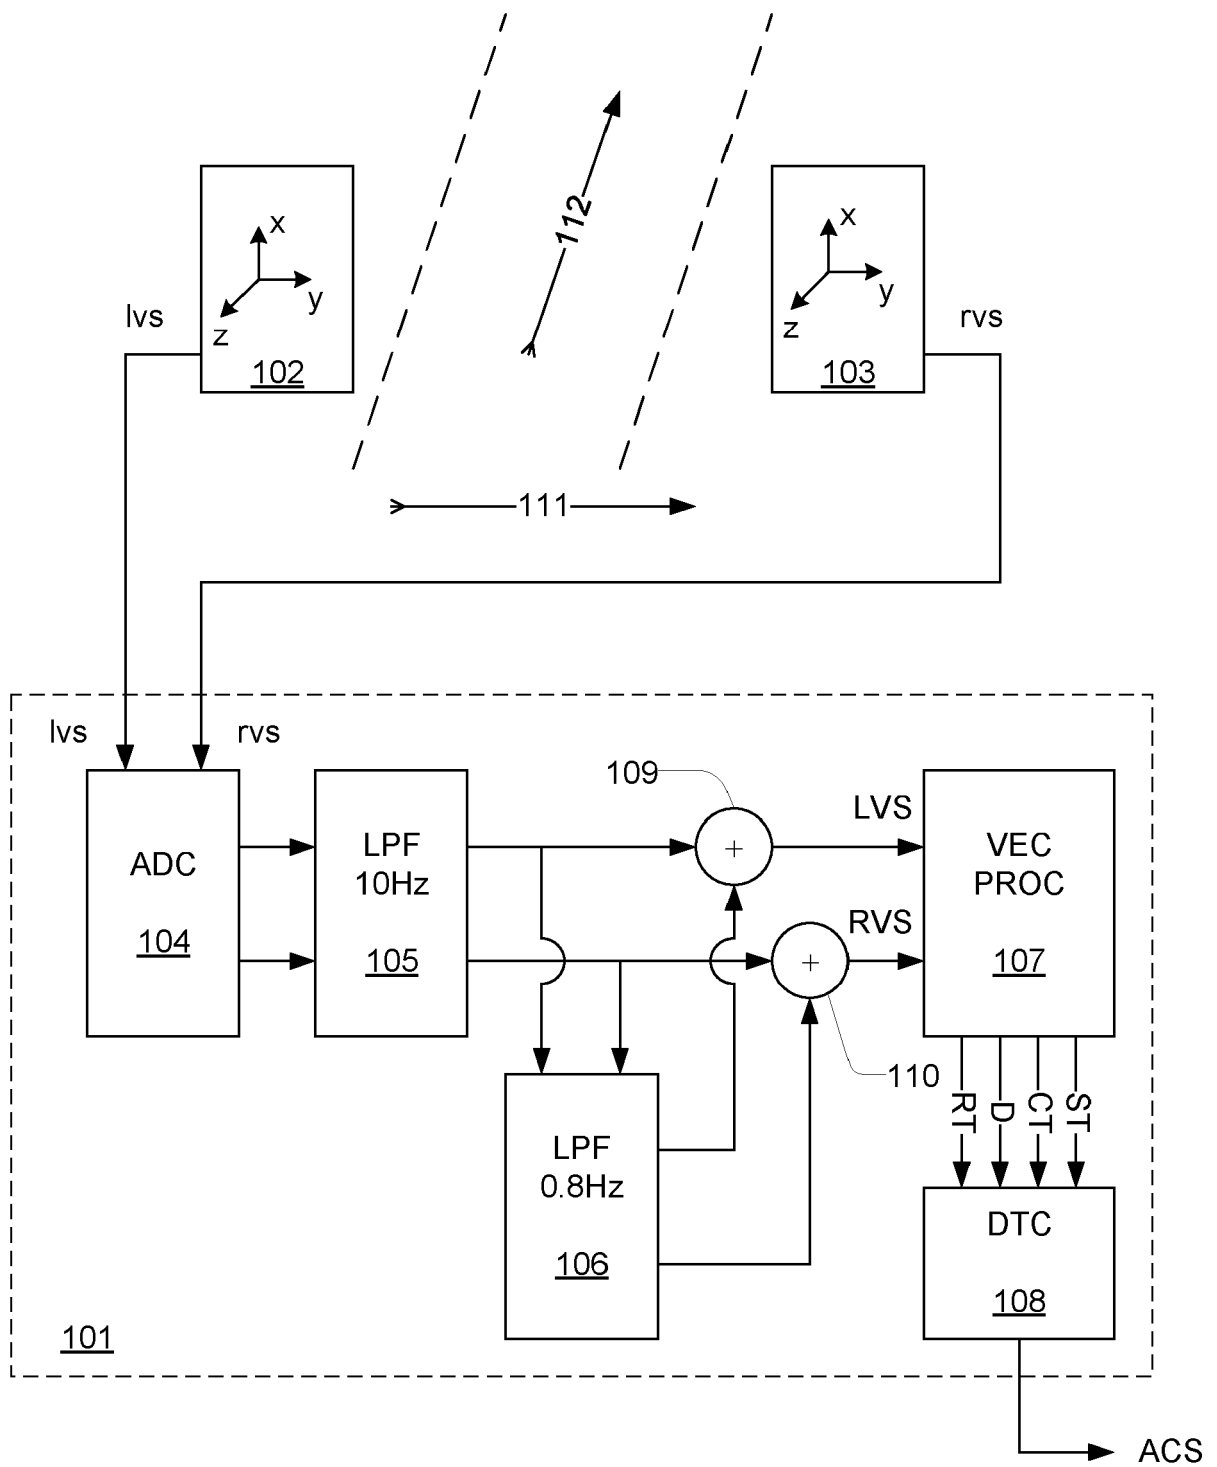 112
x
y
z
102
x
y
z
103
lvs
rvs
111
lvs
rvs
109
ADC
104
LPF
10Hz
105
+
LVS
VEC
PROC
107
RVS
+
110
RT
D
CT
ST
LPF
0.8Hz
106
DTC
108
101
ACS